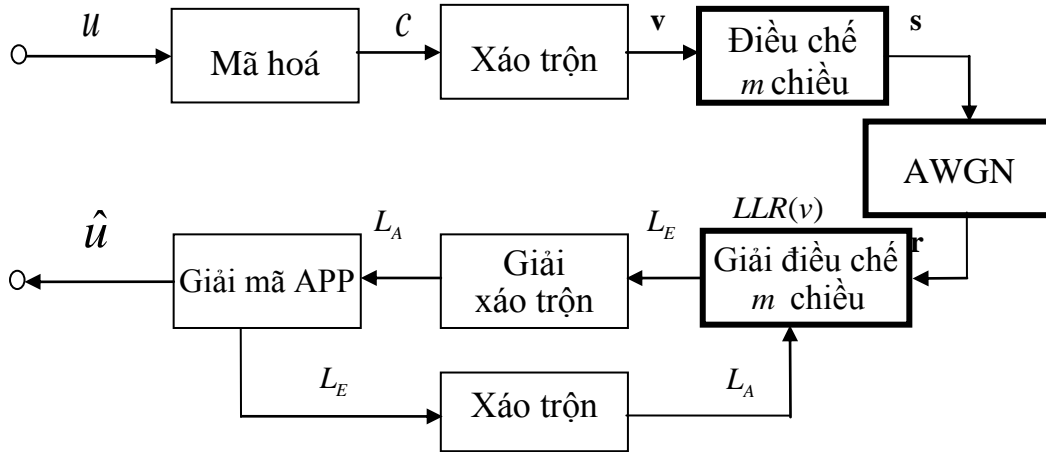 u
Mã hoá
c
Xáo trộn
v
Điều chế
m chiều
s
AWGN
r
LLR(v)
Giải điều chế
m chiều
L_E
Giải
xáo trộn
L_A
Giải mã APP
û
L_E
Xáo trộn
L_A